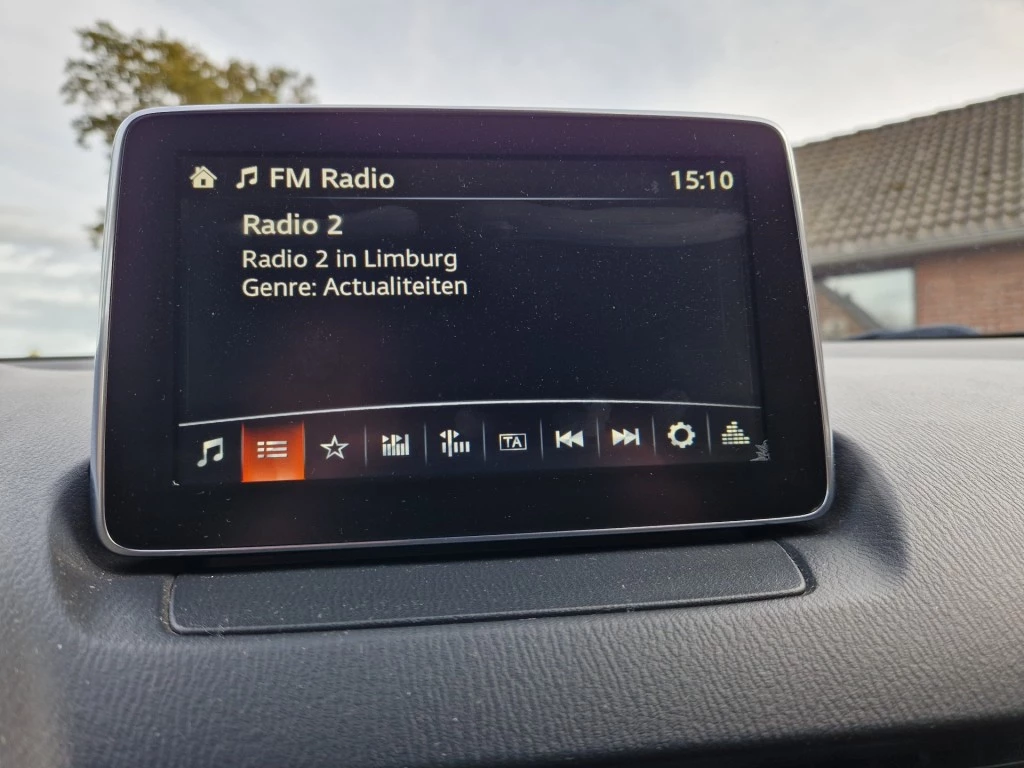 FM Radio 15:10
Radio 2
Radio 2 in Limburg
Genre: Actualiteiten
TA